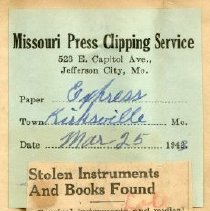 Missouri Press Clipping Service
523 E. Capitol Ave.,
Jefferson City, Mo.
Paper Express
Town Kirksville Mo.
Date Mar 25 194
Stolen Instruments
And Books Found